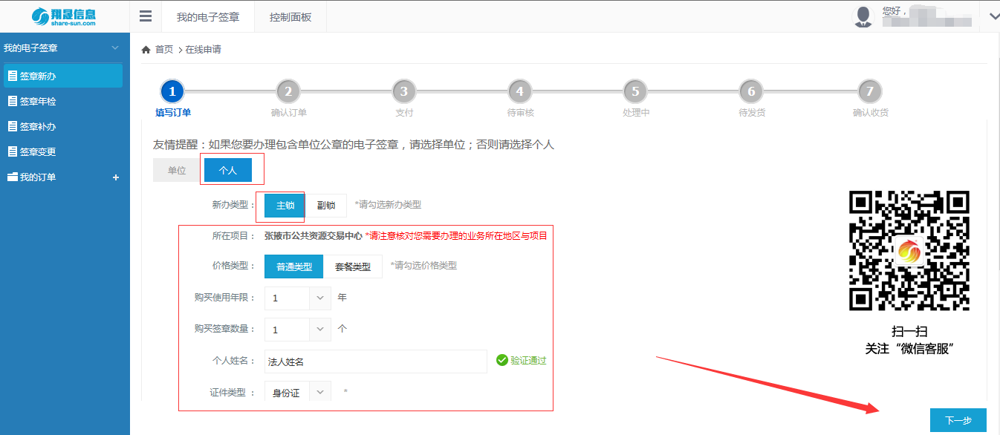 翔晟信息
share-sun.com
我的电子签章
控制面板
您好，
我的电子签章
签章新办
签章年检
签章补办
签章变更
我的订单 +
首页 > 在线申请
1 2 3 4 5 6 7
填写订单 确认订单 支付 待审核 处理中 待发货 确认收货
友情提醒：如果您要办理包含单位公章的电子签章，请选择单位；否则请选择个人
单位 个人
新办类型： 主锁 副锁 *请勾选新办类型
所在项目： 张掖市公共资源交易中心 *请注意核对您需要办理的业务所在地区与项目
价格类型： 普通类型 套餐类型 *请勾选价格类型
购买使用年限： 1 年
购买签章数量： 1 个
个人姓名： 法人姓名 验证通过
证件类型 ： 身份证 *
扫一扫
关注“微信客服”
下一步